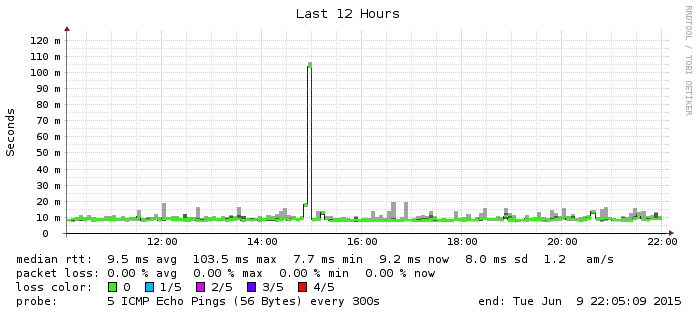 Last 12 Hours
RRDTOOL / TOBI OETIKER
Seconds
120 m
110 m
100 m
90 m
80 m
70 m
60 m
50 m
40 m
30 m
20 m
10 m
0
12:00 14:00 16:00 18:00 20:00 22:00
median rtt: 9.5 ms avg 103.5 ms max 7.7 ms min 9.2 ms now 8.0 ms sd 1.2 am/s
packet loss: 0.00 % avg 0.00 % max 0.00 % min 0.00 % now
loss color: 0 1/5 2/5 3/5 4/5
probe: 5 ICMP Echo Pings (56 Bytes) every 300s end: Tue Jun 9 22:05:09 2015